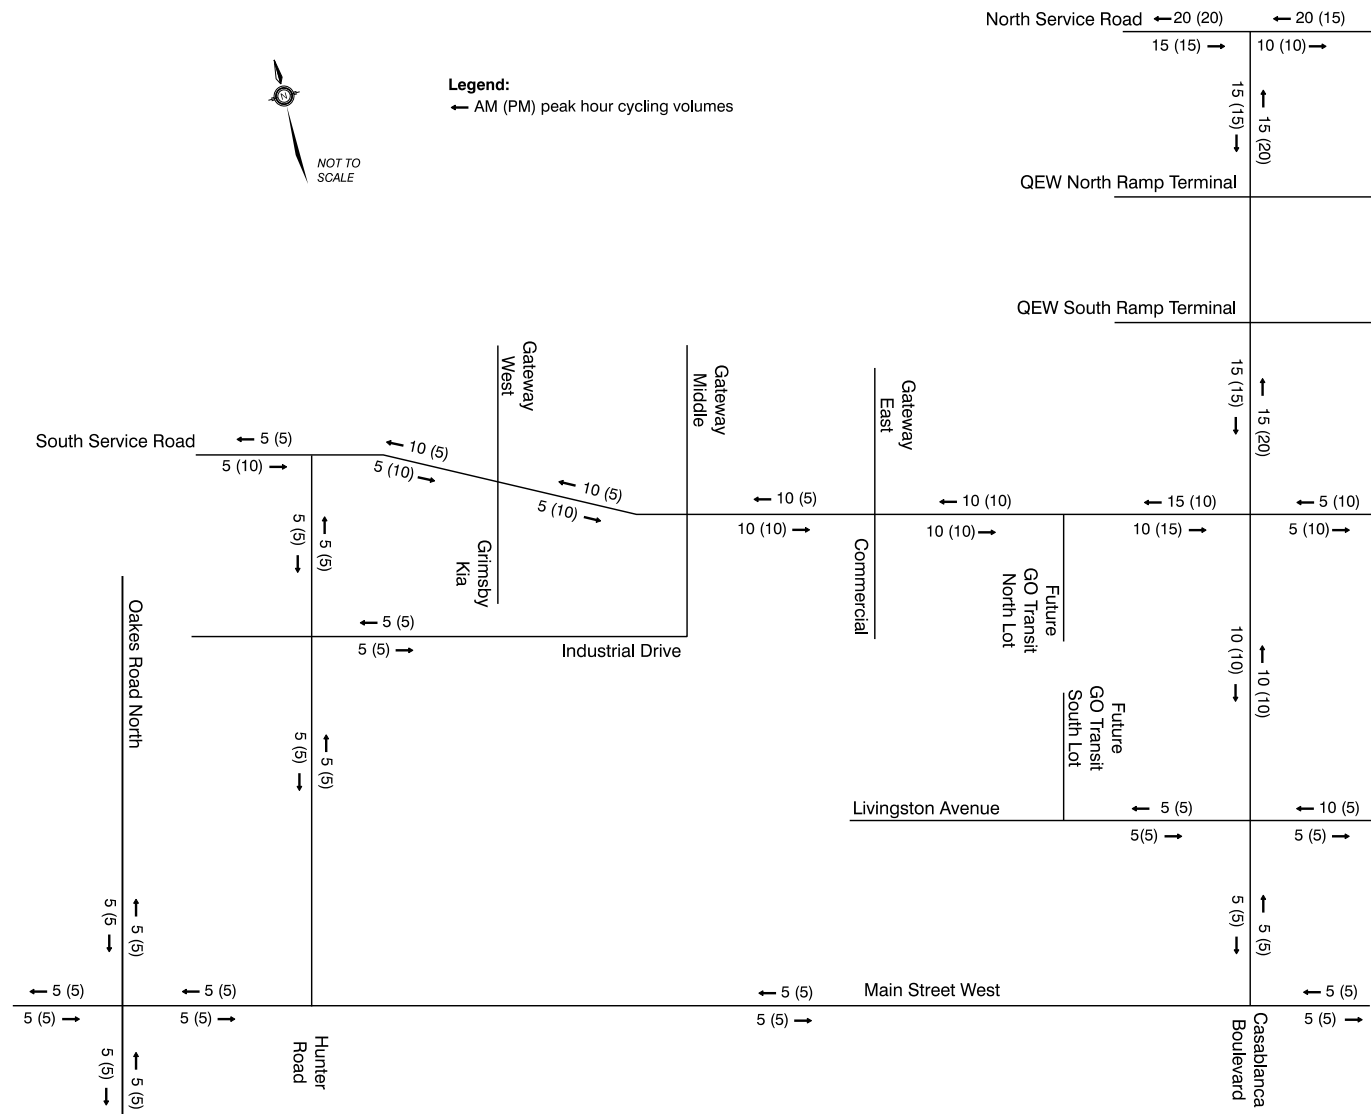 North Service Road
←20 (20)
←20 (15)
15 (15)→
10 (10)→
Legend:
← AM (PM) peak hour cycling volumes
N
NOT TO
SCALE
15 (15)→
←15 (20)
QEW North Ramp Terminal
QEW South Ramp Terminal
Gateway
West
Gateway
Middle
Gateway
East
15 (15)→
←15 (20)
South Service Road
←5 (5)
5 (10)→
←10 (5)
5 (10)→
←10 (5)
5 (10)→
←10 (5)
10 (10)→
←10 (10)
10 (10)→
←15 (10)
10 (15)→
←5 (10)
5 (10)→
5 (5)→
←5 (5)
Grimsby
Kia
Commercial
Future
GO Transit
North Lot
Oakes Road North
←5 (5)
5 (5)→
Industrial Drive
10 (10)→
←10 (10)
Future
GO Transit
South Lot
5 (5)→
←5 (5)
Livingston Avenue
←5 (5)
5(5)→
←10 (5)
5 (5)→
5 (5)→
←5 (5)
5 (5)→
←5 (5)
←5 (5)
5 (5)→
←5 (5)
5 (5)→
←5 (5)
5 (5)→
Main Street West
←5 (5)
5 (5)→
5 (5)→
←5 (5)
Hunter
Road
Casablanca
Boulevard